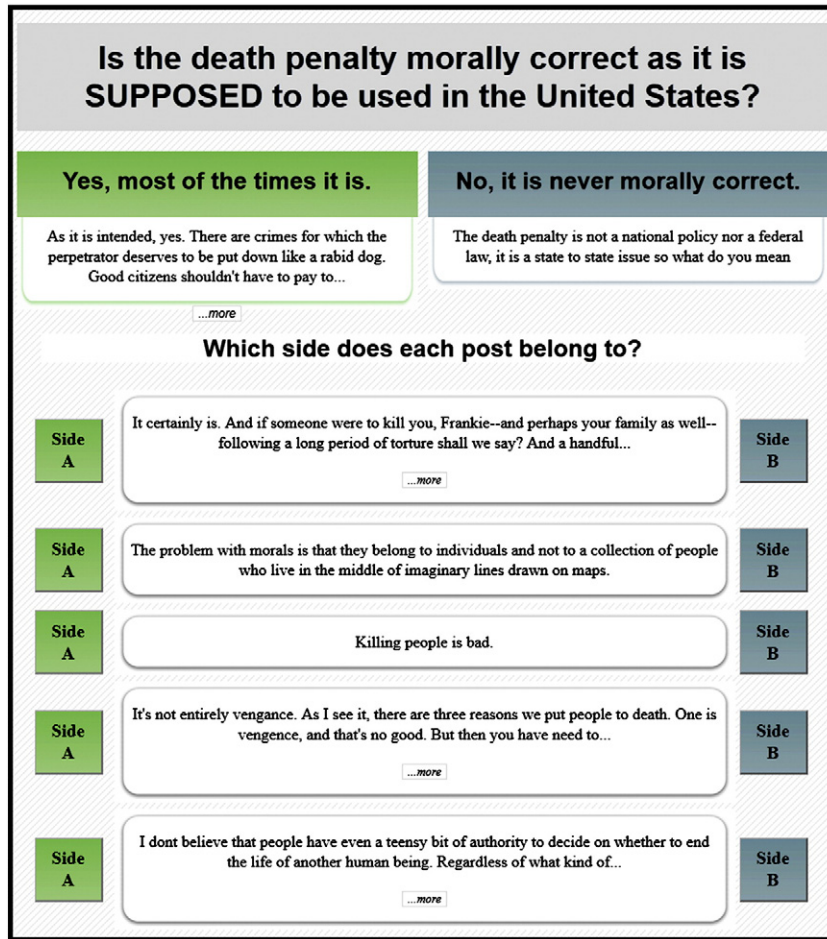 Is the death penalty morally correct as it is
SUPPOSED to be used in the United States?
Yes, most of the times it is.
As it is intended, yes. There are crimes for which the
perpetrator deserves to be put down like a rabid dog.
Good citizens shouldn't have to pay to...
...more
No, it is never morally correct.
The death penalty is not a national policy nor a federal
law, it is a state to state issue so what do you mean
Which side does each post belong to?
Side
A
It certainly is. And if someone were to kill you, Frankie--and perhaps your family as well--
following a long period of torture shall we say? And a handful...
...more
Side
B
Side
A
The problem with morals is that they belong to individuals and not to a collection of people
who live in the middle of imaginary lines drawn on maps.
Side
B
Side
A
Killing people is bad.
Side
B
Side
A
It's not entirely vengance. As I see it, there are three reasons we put people to death. One is
vengence, and that's no good. But then you have need to...
...more
Side
B
Side
A
I dont believe that people have even a teensy bit of authority to decide on whether to end
the life of another human being. Regardless of what kind of...
...more
Side
B